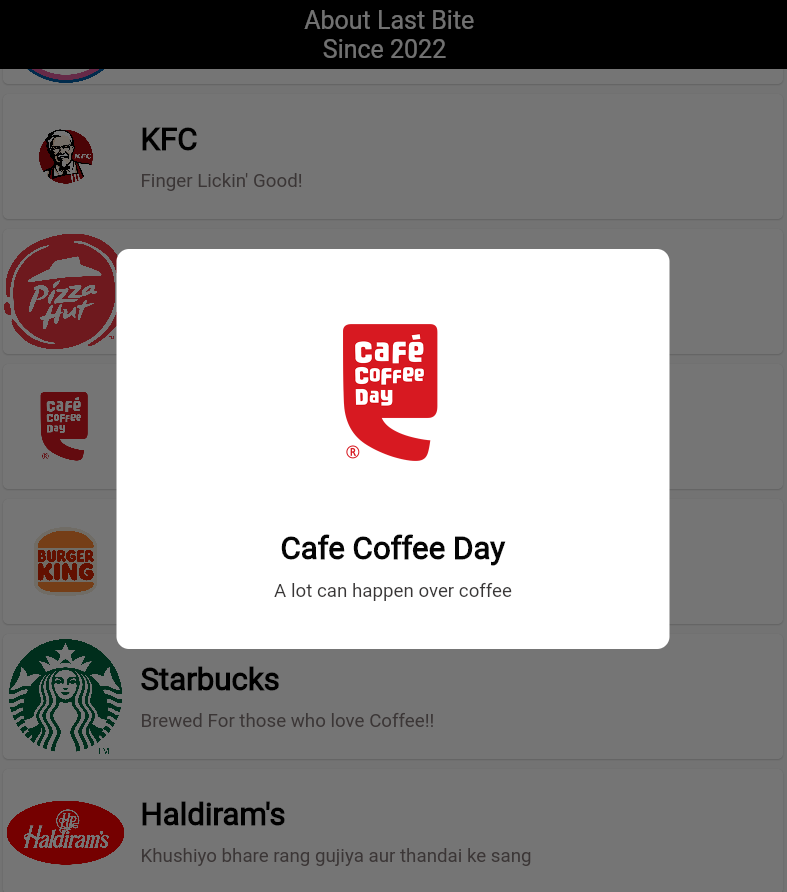 About Last Bite
Since 2022
KFC
KFC
Finger Lickin' Good!
Pizza
Hut
Café
Coffee
Day
®
Cafe Coffee Day
A lot can happen over coffee
Café
Coffee
Day
®
BURGER
KING
Starbucks
Brewed For those who love Coffee!!
TM
Haldiram's
Haldiram's
Khushiyo bhare rang gujiya aur thandai ke sang